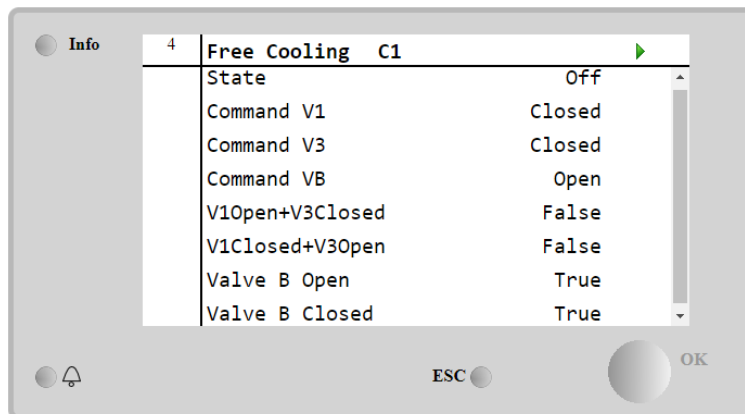 Info
4 Free Cooling C1
State Off
Command V1 Closed
Command V3 Closed
Command VB Open
V1Open+V3Closed False
V1Closed+V3Open False
Valve B Open True
Valve B Closed True
ESC
OK